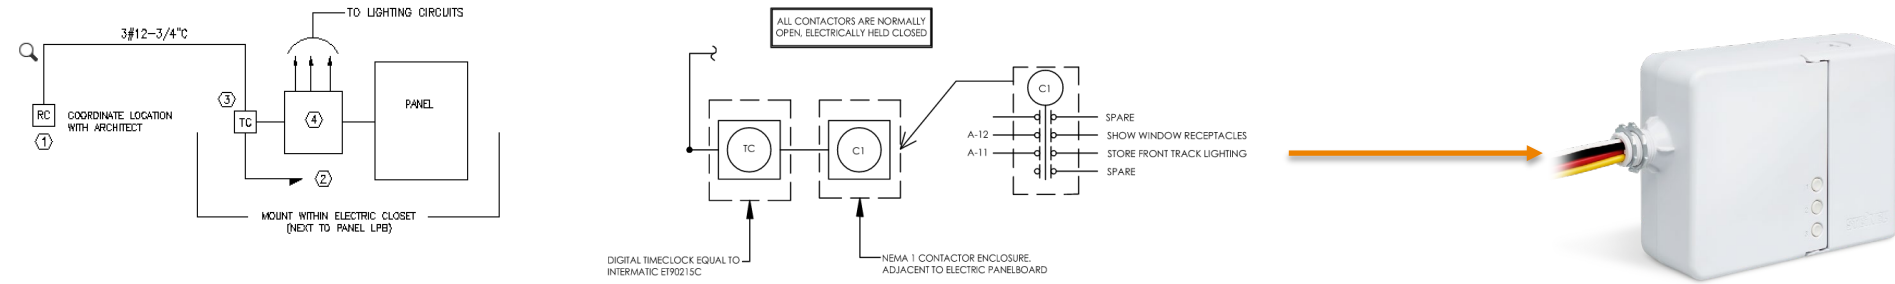 TO LIGHTING CIRCUITS
3#12-3/4"C
RC
COORDINATE LOCATION
WITH ARCHITECT
1
3
TC
4
PANEL
2
MOUNT WITHIN ELECTRIC CLOSET
(NEXT TO PANEL LPB)
ALL CONTACTORS ARE NORMALLY
OPEN, ELECTRICALLY HELD CLOSED
TC
C1
DIGITAL TIMECLOCK EQUAL TO
INTERMATIC ET90215C
NEMA 1 CONTACTOR ENCLOSURE,
ADJACENT TO ELECTRIC PANELBOARD
C1
SPARE
A-12
SHOW WINDOW RECEPTACLES
A-11
STORE FRONT TRACK LIGHTING
SPARE